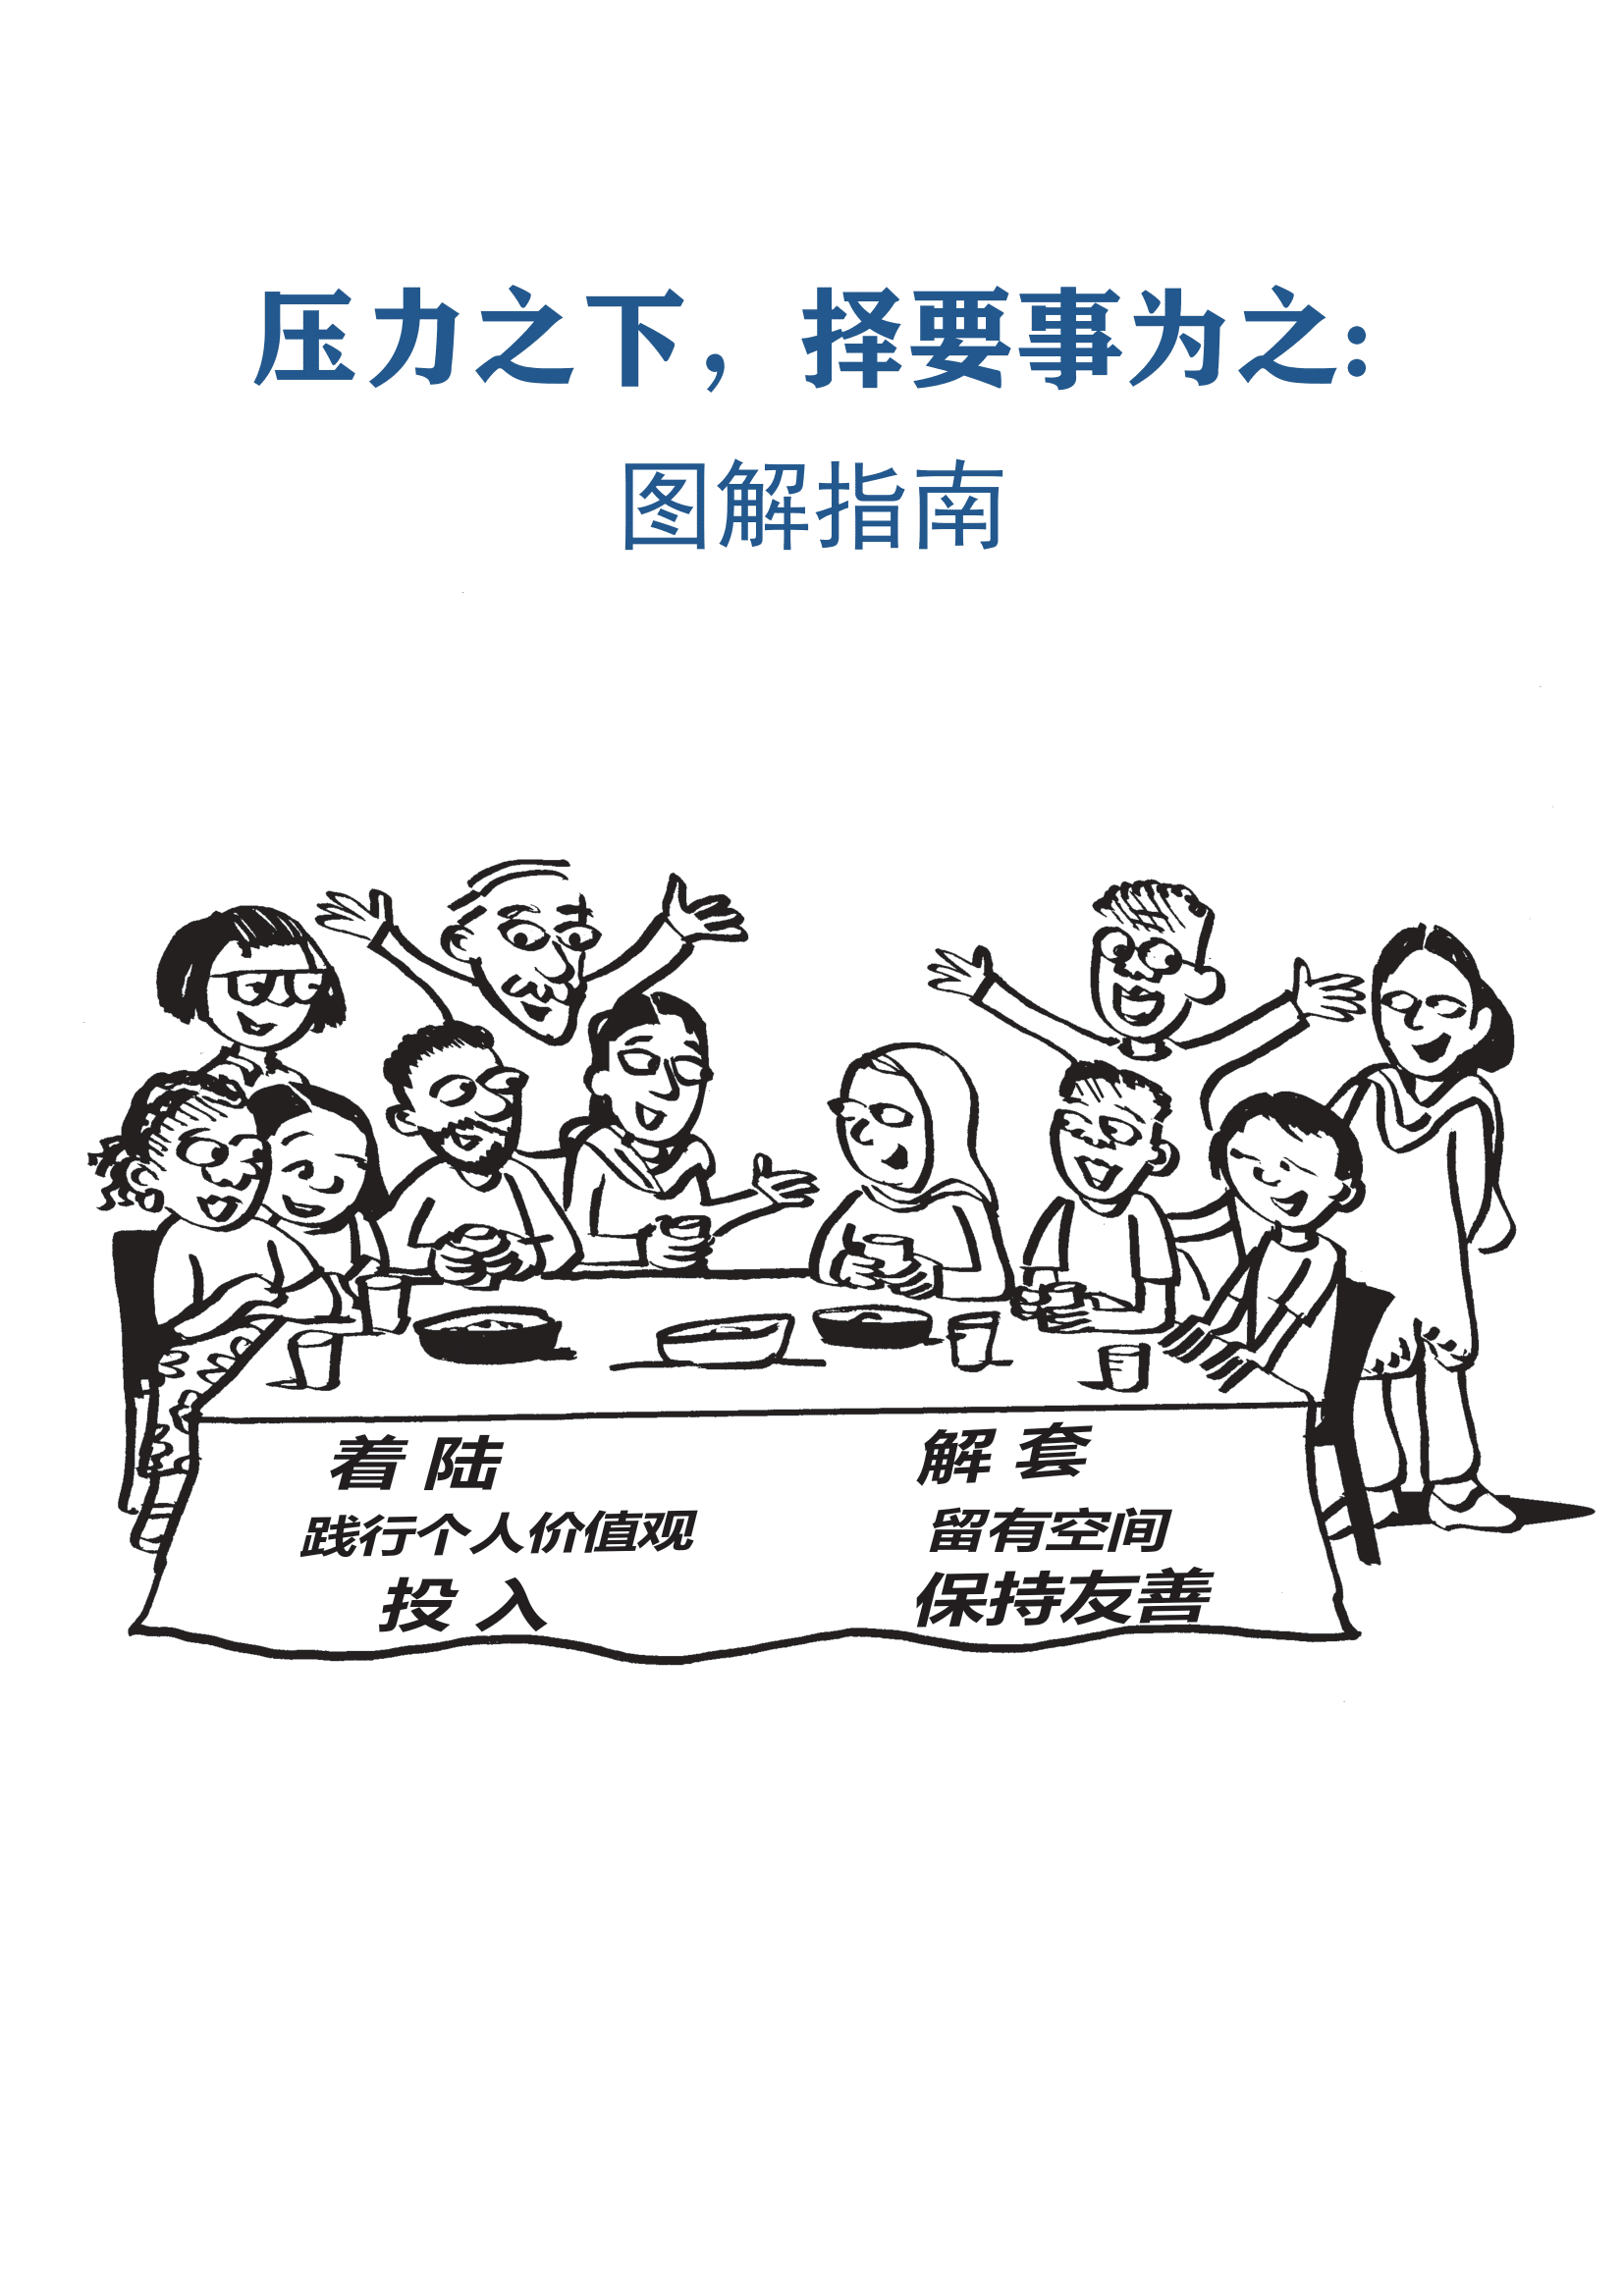 压力之下，择要事为之:
图解指南
着陆
践行个人价值观
投入
解套
留有空间
保持友善